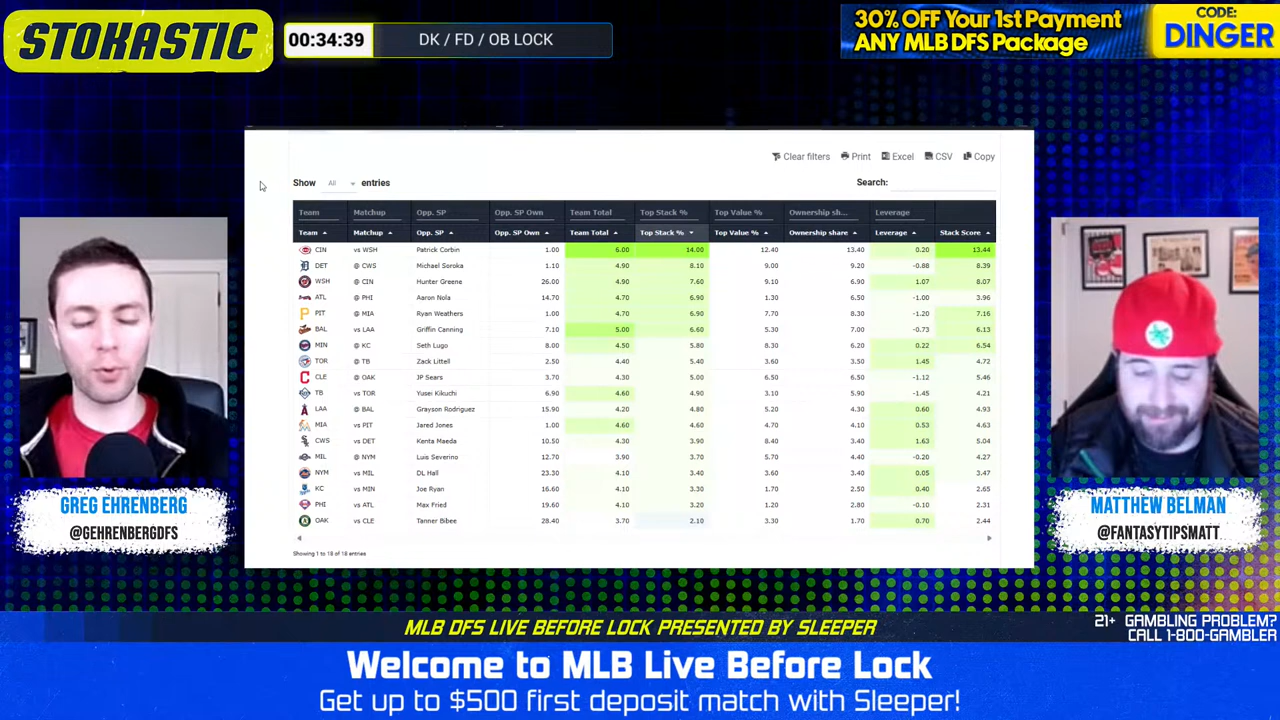 STOKASTIC
00:34:39
DK / FD / OB LOCK
30% OFF Your 1st Payment
ANY MLB DFS Package
CODE:
DINGER
Clear filters Print Excel CSV Copy
Show All entries
Search:
Team Matchup Opp. SP Opp. SP Own Team Total Top Stack % Top Value % Ownership sh... Leverage
Team Matchup Opp. SP Opp. SP Own Team Total Top Stack % Top Value % Ownership share Leverage Stack Score
CIN vs WSH Patrick Corbin 1.00 6.00 14.00 12.40 13.40 0.20 13.44
DET @ CWS Michael Soroka 1.10 4.90 8.10 9.00 9.20 -0.88 8.39
WSH @ CIN Hunter Greene 26.00 4.90 7.60 9.10 6.90 1.07 8.07
ATL @ PHI Aaron Nola 14.70 4.70 6.90 1.30 6.50 -1.00 3.96
PIT @ MIA Ryan Weathers 1.00 4.70 6.90 7.70 8.30 -1.20 7.16
BAL vs LAA Griffin Canning 7.10 5.00 6.60 5.30 7.00 -0.73 6.13
MIN @ KC Seth Lugo 8.00 4.50 5.80 8.30 6.20 0.22 6.54
TOR @ TB Zack Littell 2.50 4.40 5.40 3.60 3.50 1.45 4.72
CLE @ OAK JP Sears 3.70 4.30 5.00 6.50 6.50 -1.12 5.46
TB vs TOR Yusei Kikuchi 6.90 4.60 4.90 3.10 5.90 -1.45 4.21
LAA @ BAL Grayson Rodriguez 15.90 4.20 4.80 5.20 4.30 0.60 4.93
MIA vs PIT Jared Jones 1.00 4.60 4.60 4.70 4.10 0.53 4.63
CWS vs DET Kenta Maeda 10.50 4.30 3.90 8.40 3.40 1.63 5.04
MIL @ NYM Luis Severino 12.70 3.90 3.70 5.70 4.40 -0.20 4.27
NYM vs MIL DL Hall 23.30 4.10 3.40 3.60 3.40 0.05 3.47
KC vs MIN Joe Ryan 16.60 4.10 3.30 1.70 2.50 0.40 2.65
PHI vs ATL Max Fried 19.60 4.10 3.20 1.20 2.80 -0.10 2.31
OAK vs CLE Tanner Bibee 28.40 3.70 2.10 3.30 1.70 0.70 2.44
Showing 1 to 18 of 18 entries
GREG EHRENBERG
@GEHRENBERGDFS
MATTHEW BELMAN
@FANTASYTIPSMATT
MLB DFS LIVE BEFORE LOCK PRESENTED BY SLEEPER
21+ GAMBLING PROBLEM?
CALL 1-800-GAMBLER
Welcome to MLB Live Before Lock
Get up to $500 first deposit match with Sleeper!